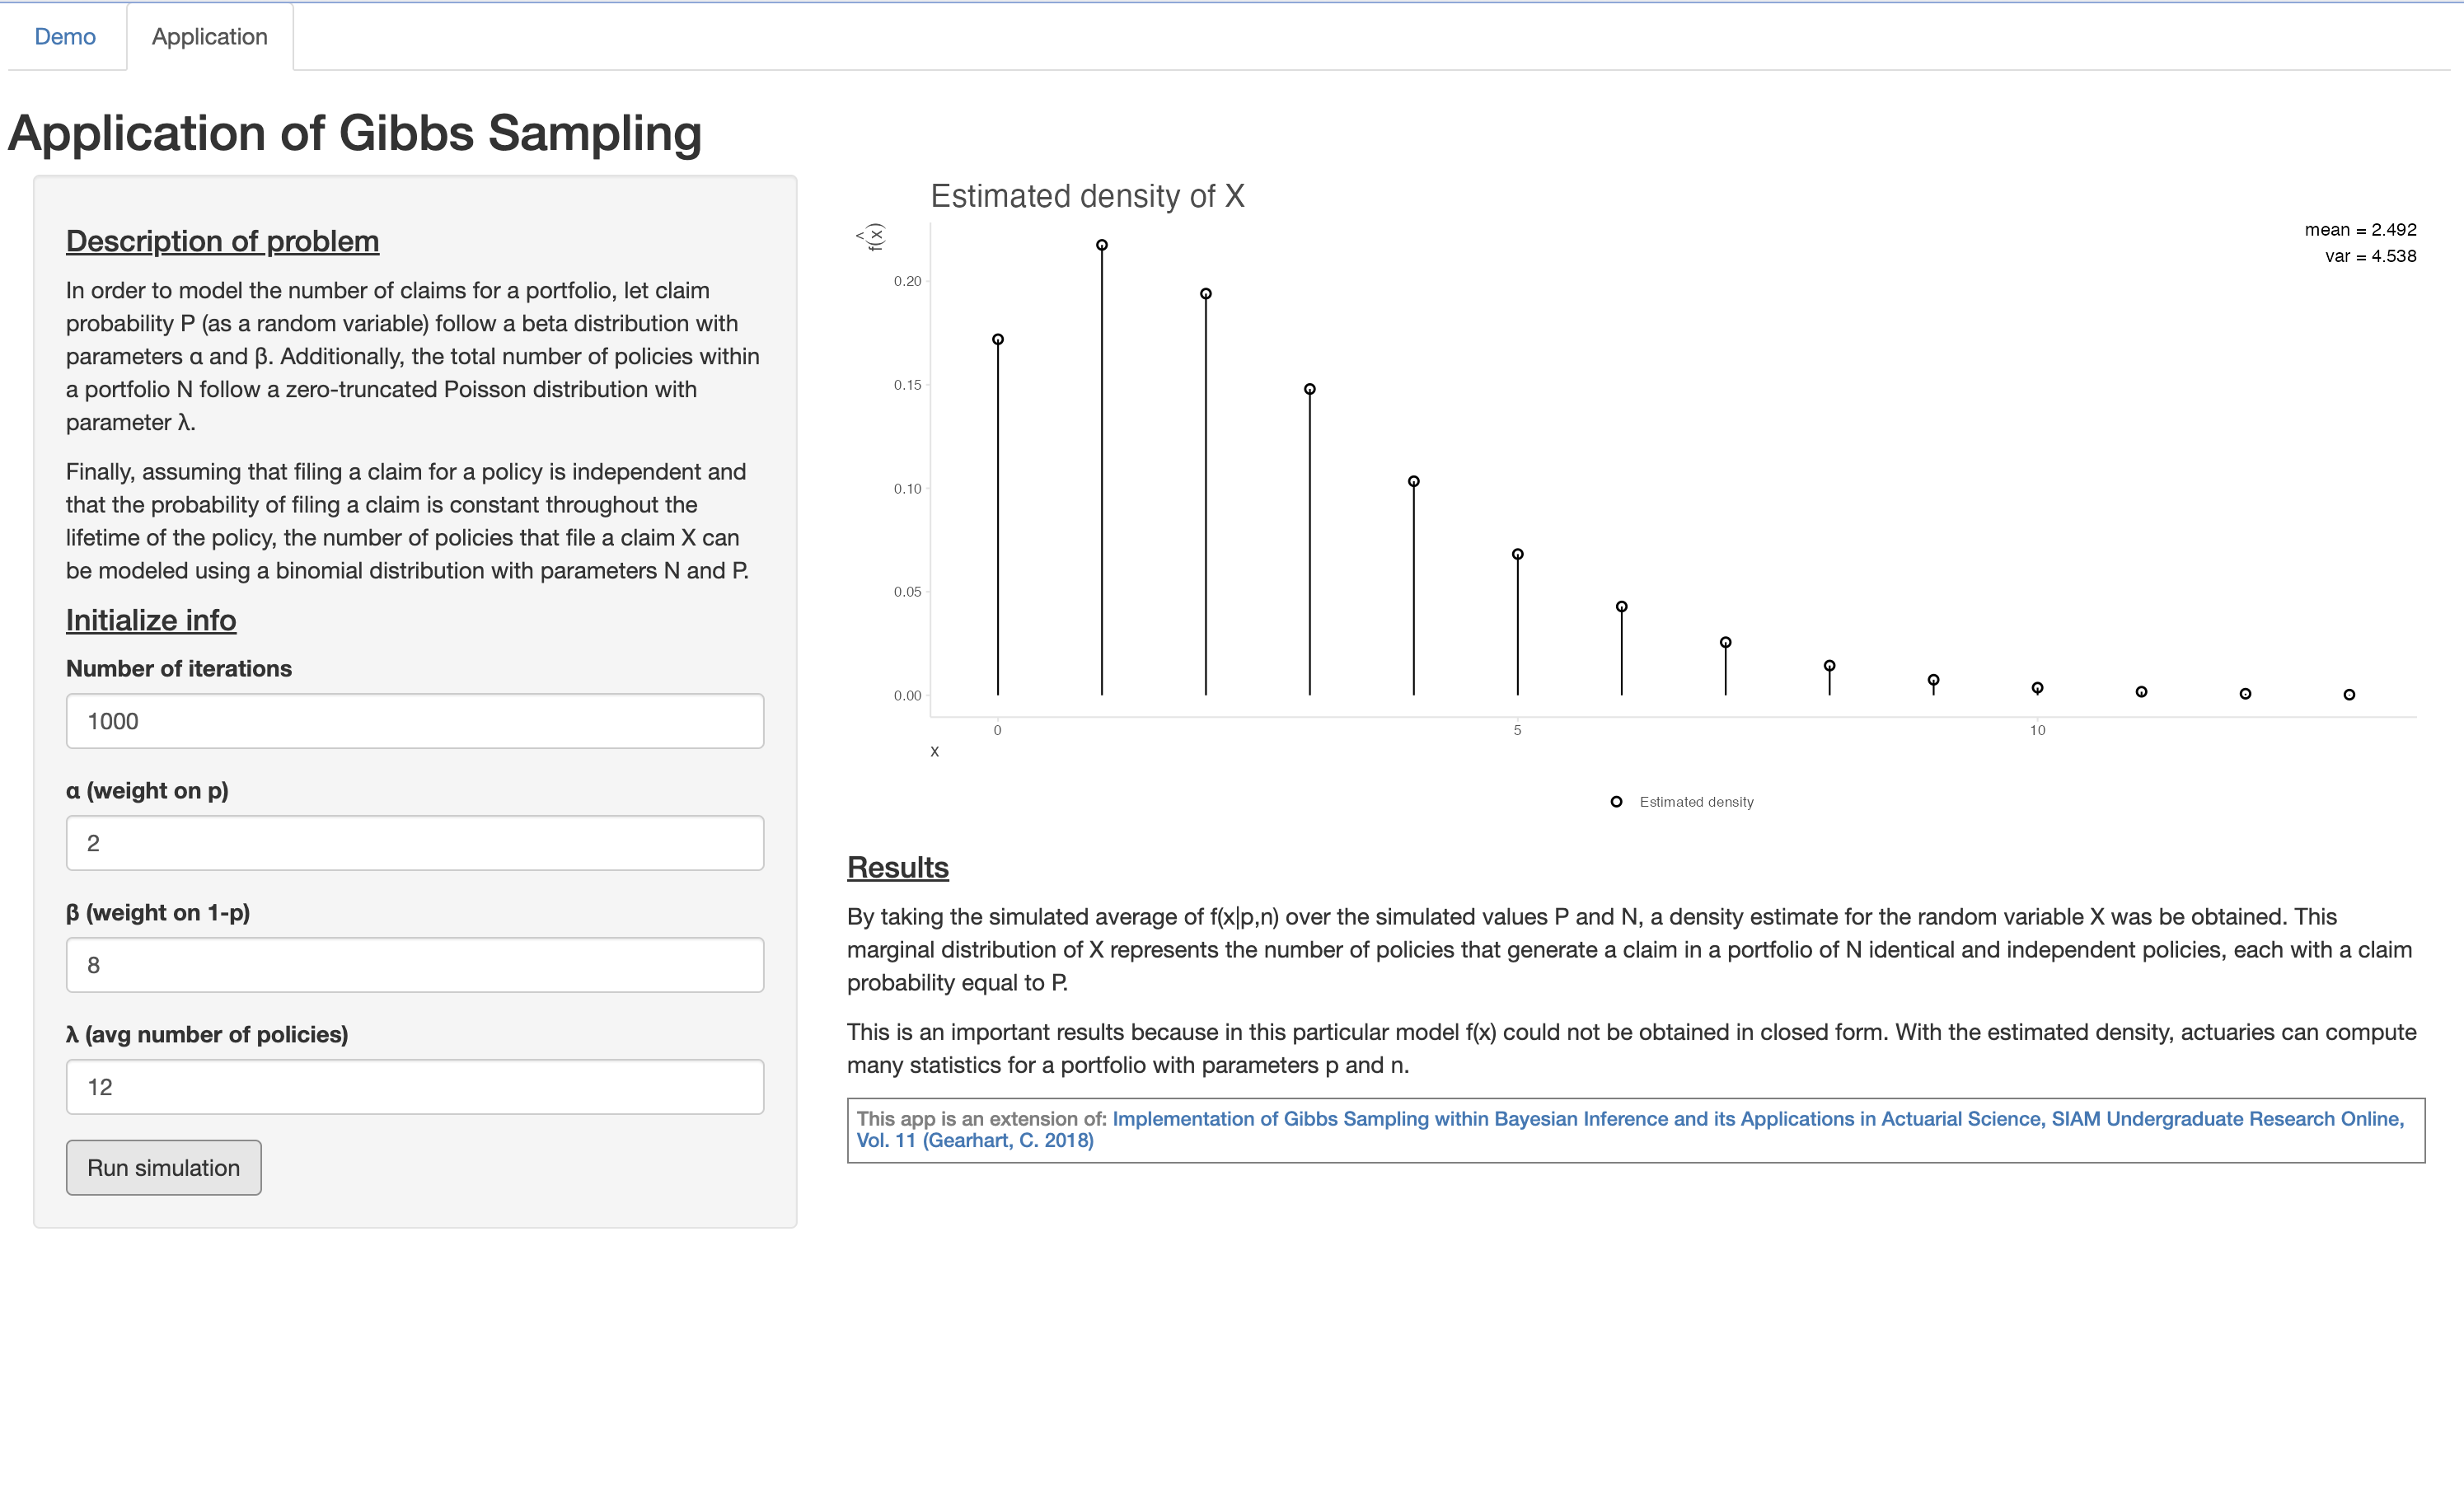 Demo
Application
Application of Gibbs Sampling
Description of problem
In order to model the number of claims for a portfolio, let claim
probability P (as a random variable) follow a beta distribution with
parameters α and β. Additionally, the total number of policies within
a portfolio N follow a zero-truncated Poisson distribution with
parameter λ.
Finally, assuming that filing a claim for a policy is independent and
that the probability of filing a claim is constant throughout the
lifetime of the policy, the number of policies that file a claim X can
be modeled using a binomial distribution with parameters N and P.
Initialize info
Number of iterations
1000
α (weight on p)
2
β (weight on 1-p)
8
λ (avg number of policies)
12
Run simulation
Estimated density of X
f̂(x)
mean = 2.492
var = 4.538
0.20
0.15
0.10
0.05
0.00
0
5
10
X
Estimated density
Results
By taking the simulated average of f(x|p,n) over the simulated values P and N, a density estimate for the random variable X was be obtained. This
marginal distribution of X represents the number of policies that generate a claim in a portfolio of N identical and independent policies, each with a claim
probability equal to P.
This is an important results because in this particular model f(x) could not be obtained in closed form. With the estimated density, actuaries can compute
many statistics for a portfolio with parameters p and n.
This app is an extension of: Implementation of Gibbs Sampling within Bayesian Inference and its Applications in Actuarial Science, SIAM Undergraduate Research Online,
Vol. 11 (Gearhart, C. 2018)